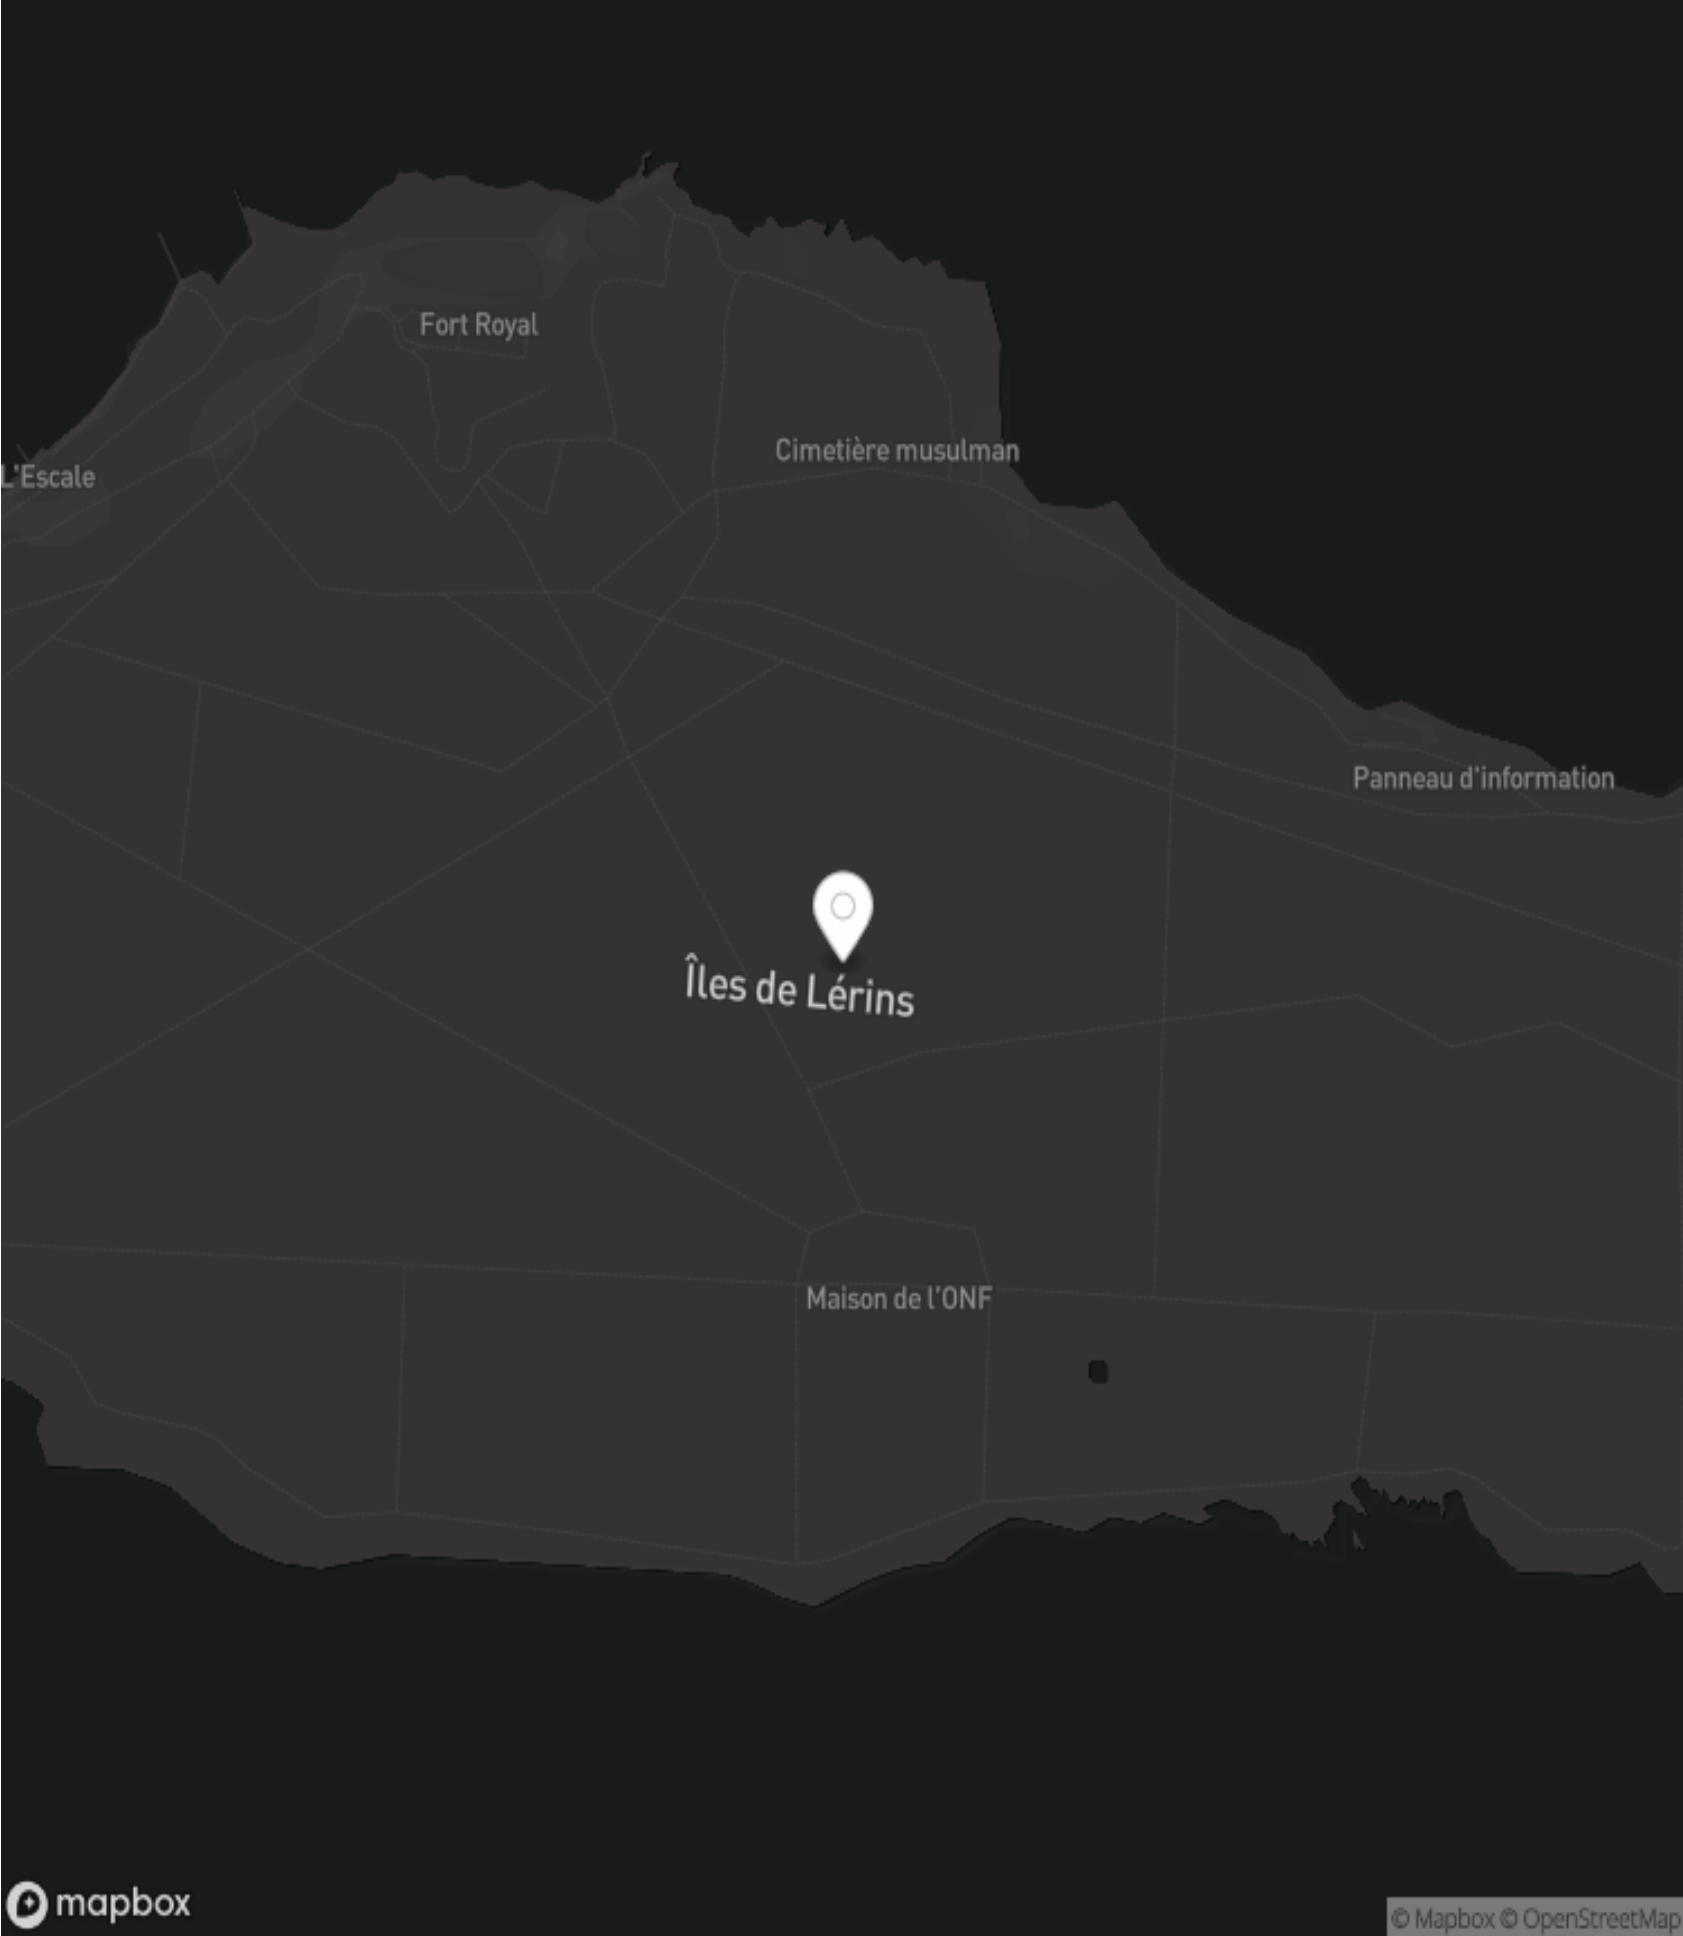 Fort Royal
Cimetière musulman
L'Escale
Panneau d'information
Îles de Lérins
Maison de l'ONF
mapbox
© Mapbox © OpenStreetMap